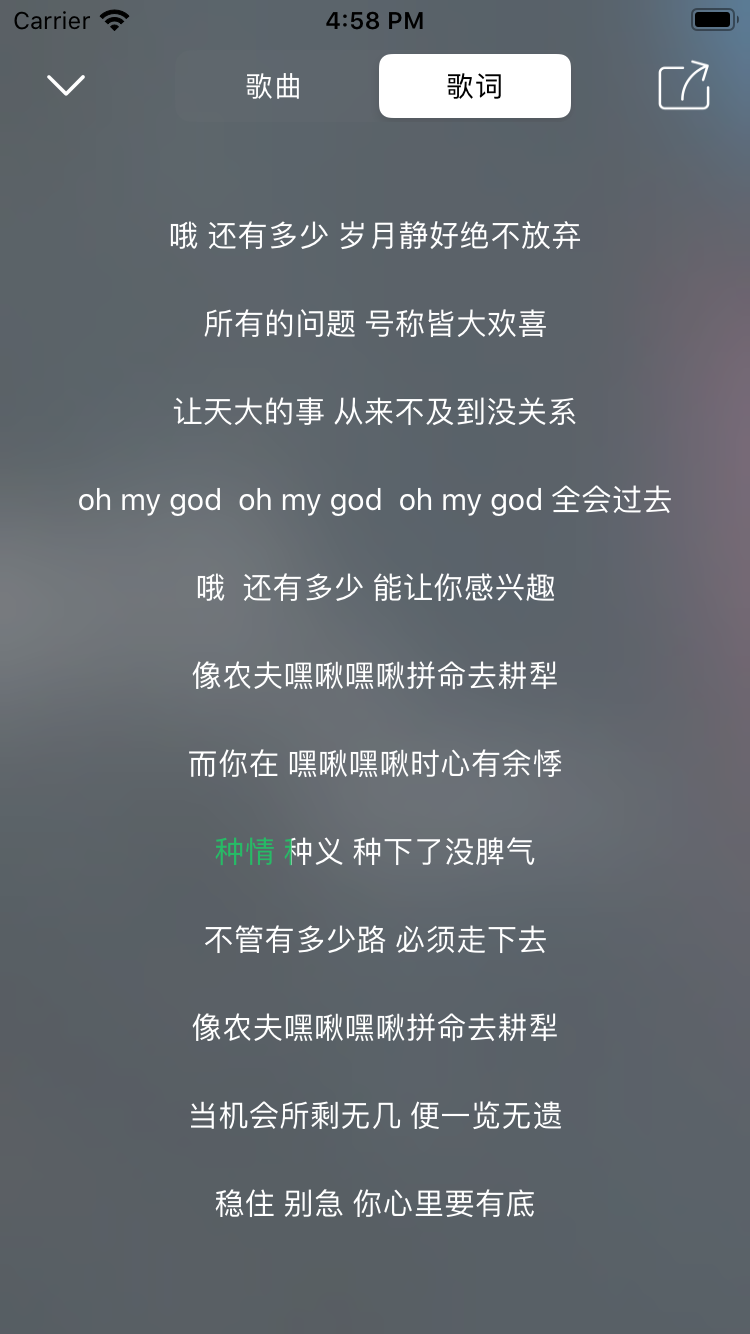 Carrier 4:58 PM
歌曲 歌词
哦 还有多少 岁月静好绝不放弃
所有的问题 号称皆大欢喜
让天大的事 从来不及到没关系
oh my god  oh my god  oh my god 全会过去
哦  还有多少 能让你感兴趣
像农夫嘿啾嘿啾拼命去耕犁
而你在 嘿啾嘿啾时心有余悸
种情 种义 种下了没脾气
不管有多少路 必须走下去
像农夫嘿啾嘿啾拼命去耕犁
当机会所剩无几 便一览无遗
稳住 别急 你心里要有底